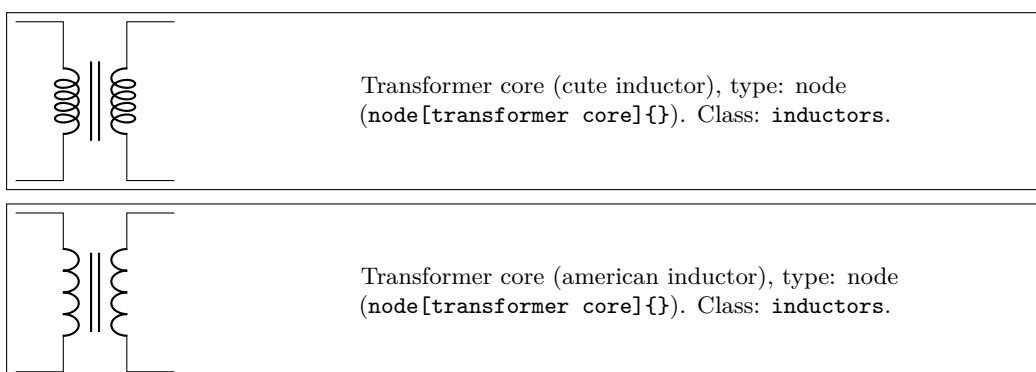 Transformer core (cute inductor), type: node
(node[transformer core]{}). Class: inductors.
Transformer core (american inductor), type: node
(node[transformer core]{}). Class: inductors.